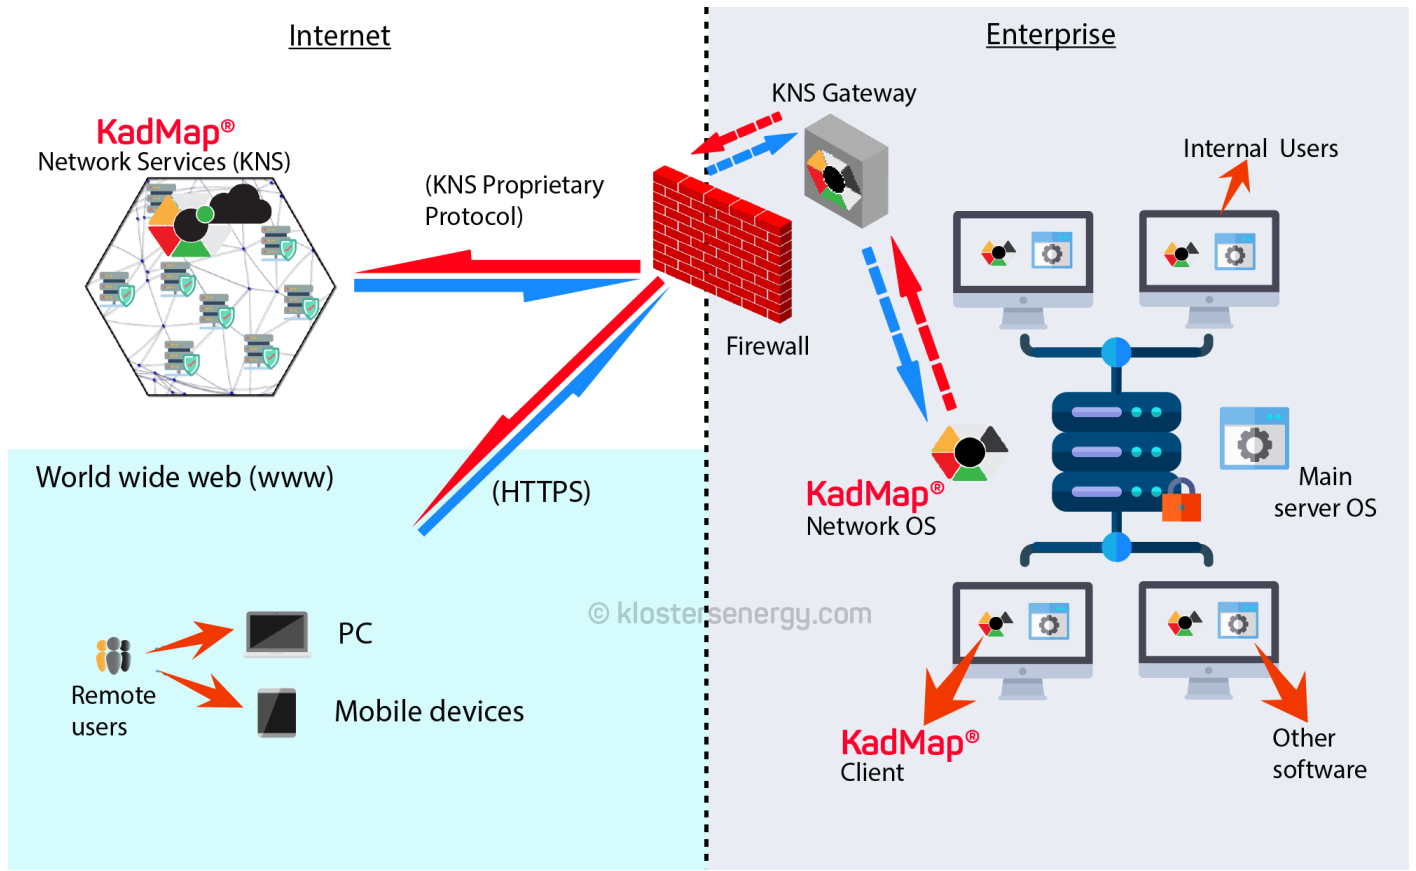 Internet
Enterprise
KNS Gateway
KadMap®
Network Services (KNS)
Internal Users
(KNS Proprietary
Protocol)
Firewall
World wide web (www)
(HTTPS)
KadMap®
Network OS
Main
server OS
© klostersenergy.com
PC
Remote
users
Mobile devices
KadMap®
Client
Other
software